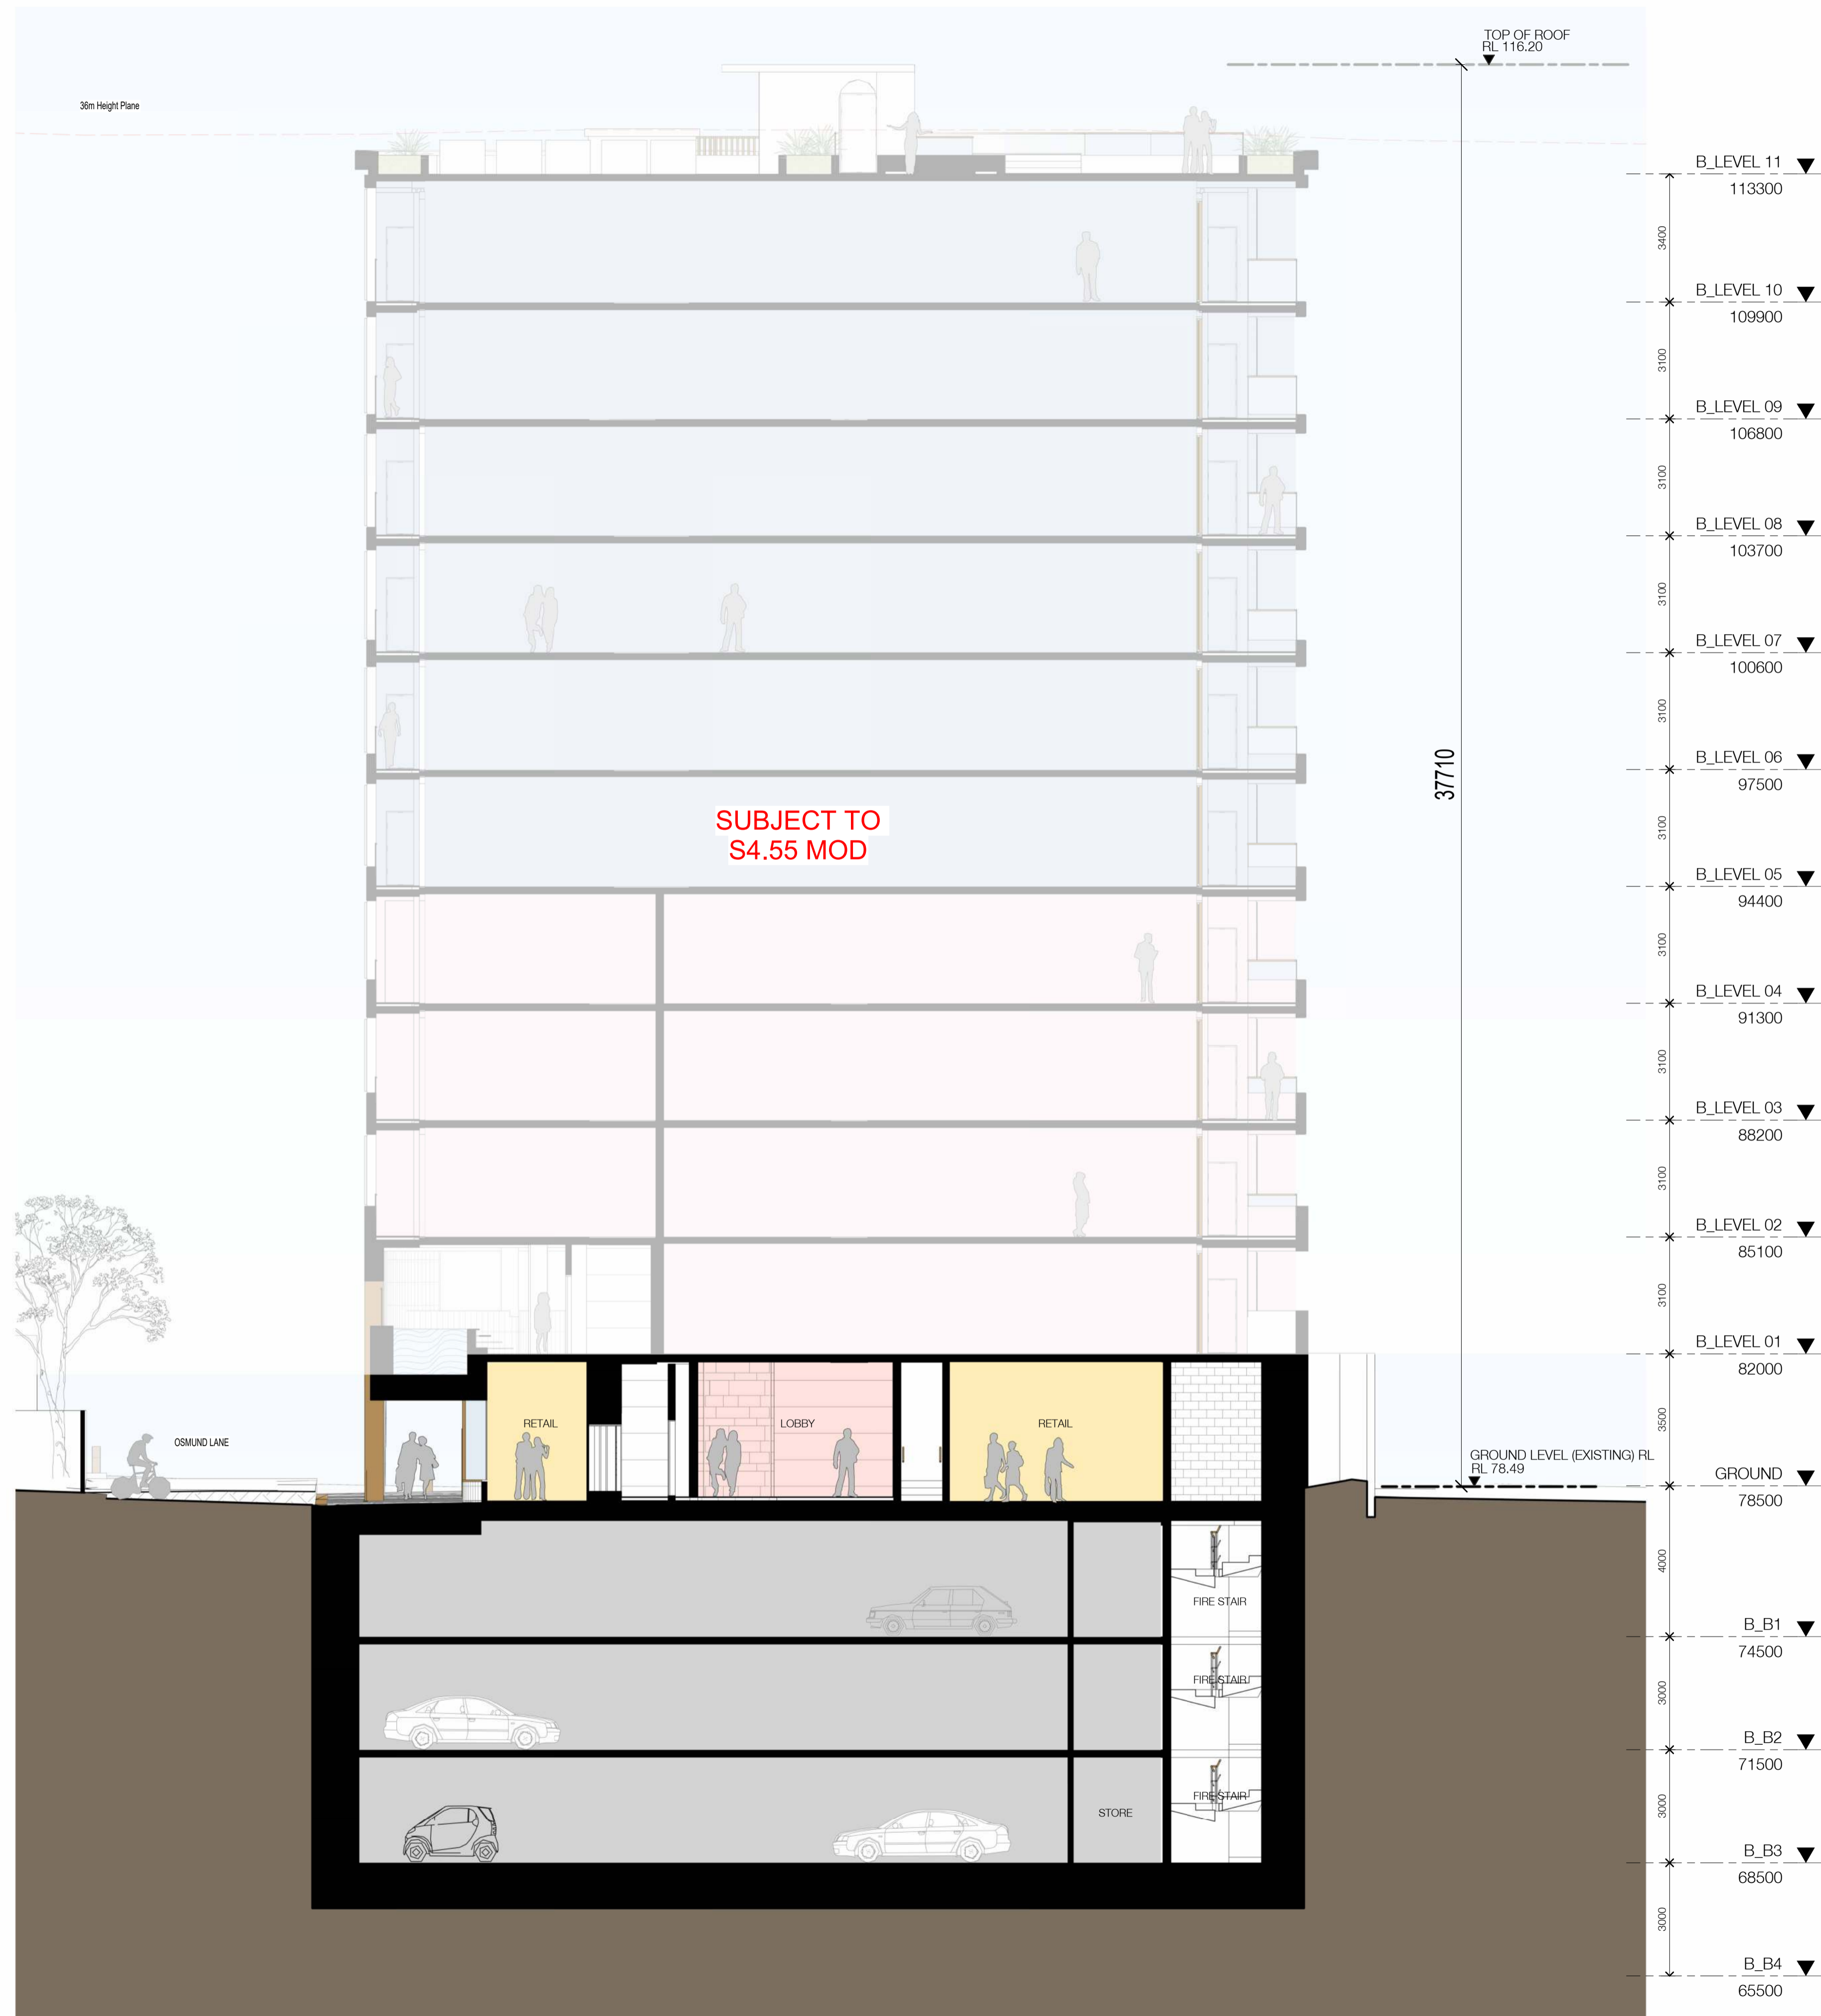 TOP OF ROOF
RL 116.20
36m Height Plane
B_LEVEL 11
113300
3400
B_LEVEL 10
109900
3100
B_LEVEL 09
106800
3100
B_LEVEL 08
103700
3100
B_LEVEL 07
100600
3100
37710
B_LEVEL 06
97500
SUBJECT TO
S4.55 MOD
3100
B_LEVEL 05
94400
3100
B_LEVEL 04
91300
3100
B_LEVEL 03
88200
3100
B_LEVEL 02
85100
3100
B_LEVEL 01
82000
RETAIL
LOBBY
RETAIL
3500
OSMUND LANE
GROUND LEVEL (EXISTING) RL
RL 78.49
GROUND
78500
4000
FIRE STAIR
B_B1
74500
FIRE STAIR
3000
B_B2
71500
FIRE STAIR
3000
STORE
B_B3
68500
3000
B_B4
65500